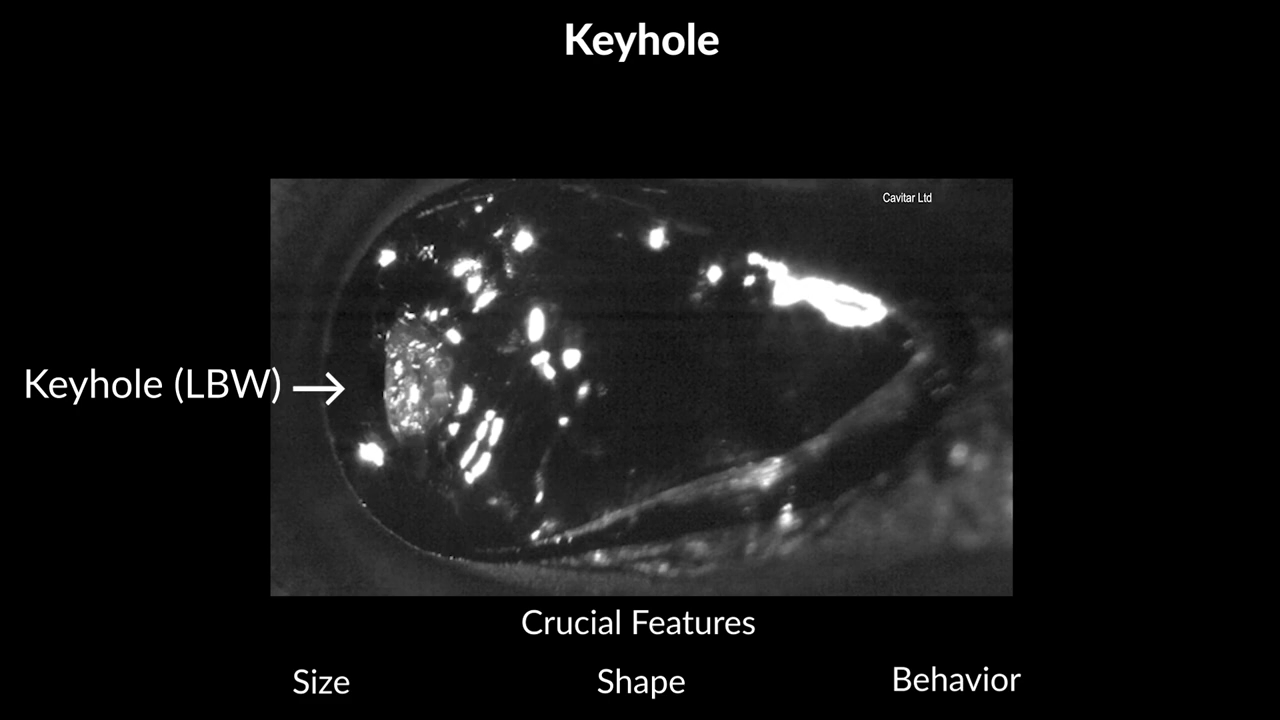 Keyhole
Cavitar Ltd
Keyhole (LBW) →
Crucial Features
Size
Shape
Behavior